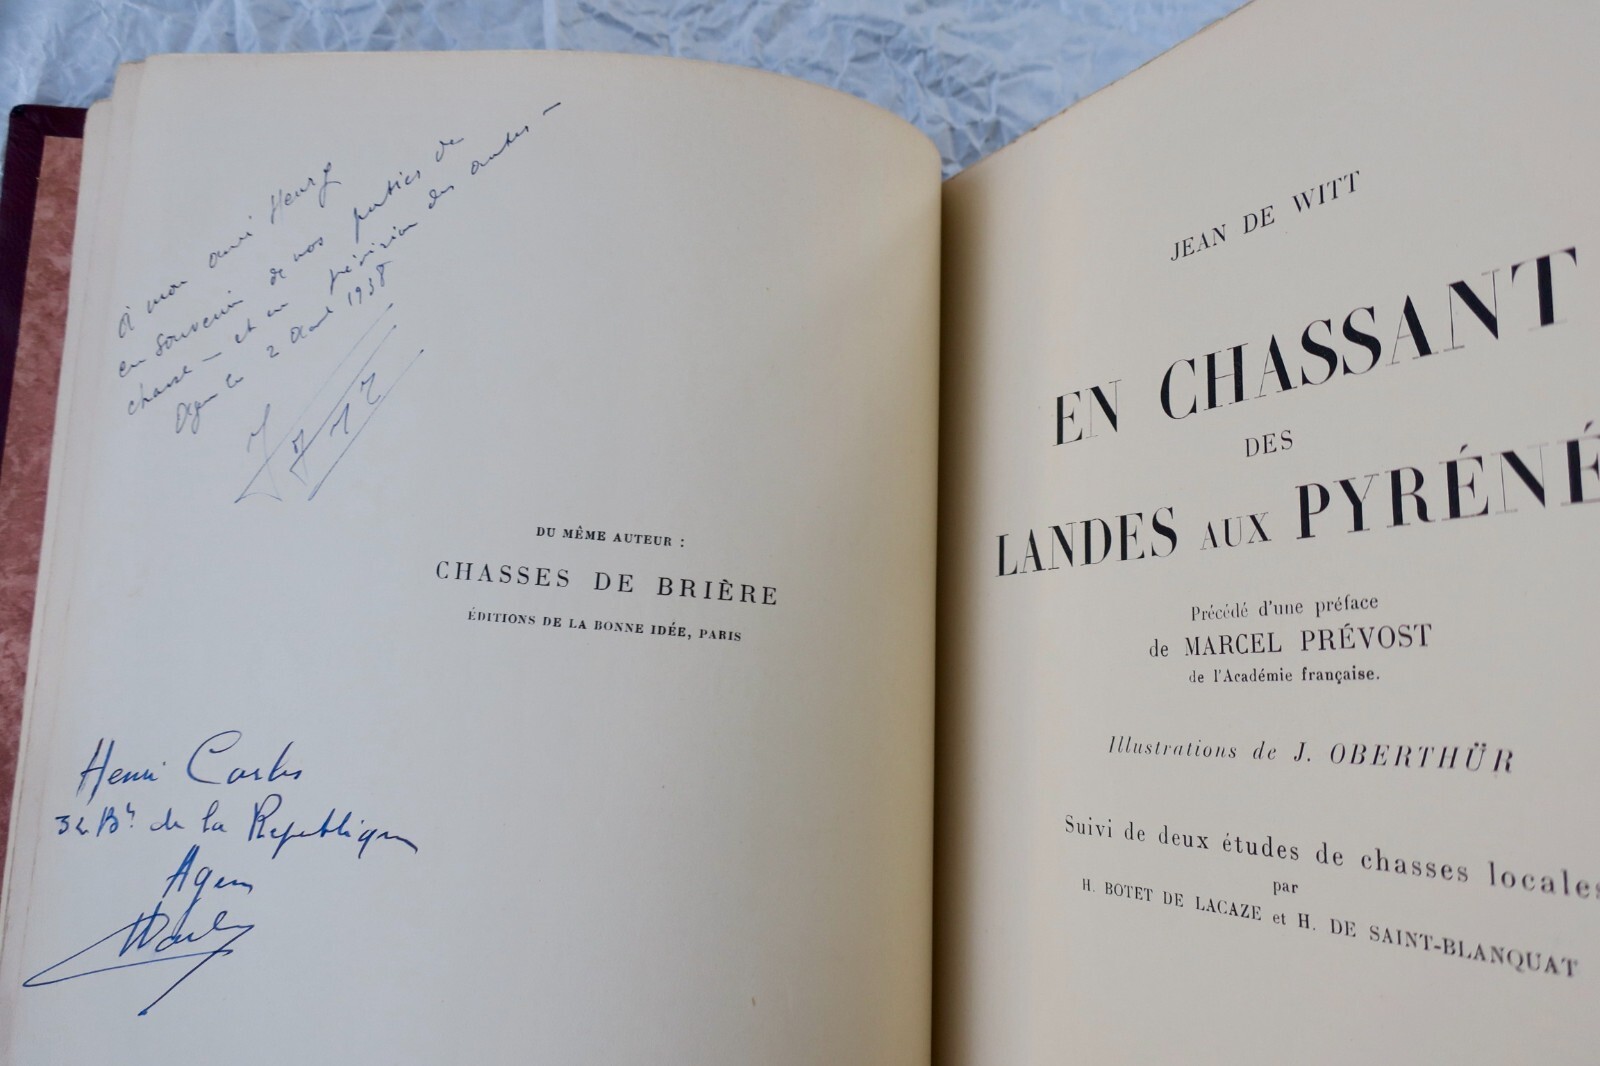 À mon ami Henry
en souvenir de nos parties de
chasse — et en prévision des autres —
Agen le 2 Aout 1938
DU MÊME AUTEUR :
CHASSES DE BRIÈRE
ÉDITIONS DE LA BONNE IDÉE, PARIS
Henri Carles
32 Bd de la République
Agen
JEAN DE WITT
EN CHASSANT
DES
LANDES AUX PYRÉNÉ
Précédé d'une préface
de MARCEL PRÉVOST
de l'Académie française.
Illustrations de J. OBERTHÜR
Suivi de deux études de chasses locales
par
H. BOTET DE LACAZE et H. DE SAINT-BLANQUAT